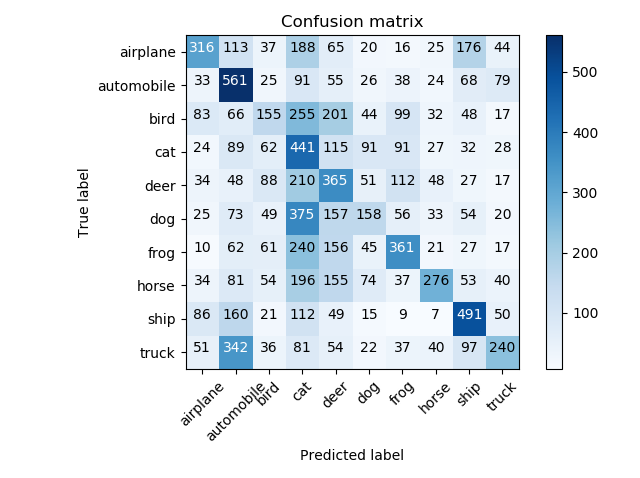 Confusion matrix
True label
airplane 316 113 37 188 65 20 16 25 176 44
automobile 33 561 25 91 55 26 38 24 68 79
bird 83 66 155 255 201 44 99 32 48 17
cat 24 89 62 441 115 91 91 27 32 28
deer 34 48 88 210 365 51 112 48 27 17
dog 25 73 49 375 157 158 56 33 54 20
frog 10 62 61 240 156 45 361 21 27 17
horse 34 81 54 196 155 74 37 276 53 40
ship 86 160 21 112 49 15 9 7 491 50
truck 51 342 36 81 54 22 37 40 97 240
airplane automobile bird cat deer dog frog horse ship truck
Predicted label
500
400
300
200
100